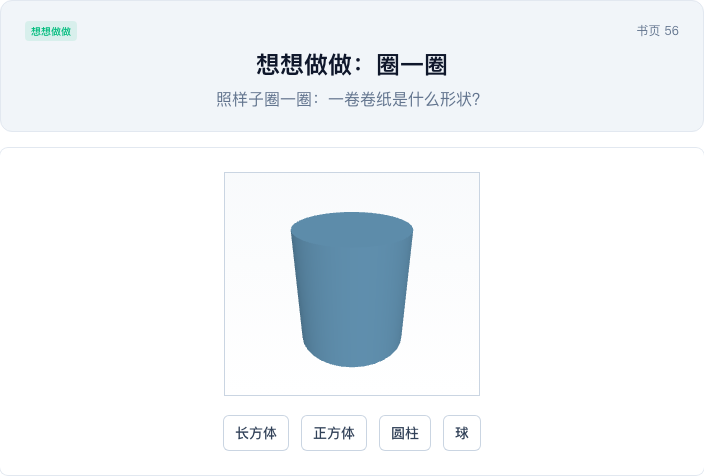 想想做做
书页 56
想想做做：圈一圈
照样子圈一圈：一卷卷纸是什么形状？
长方体
正方体
圆柱
球